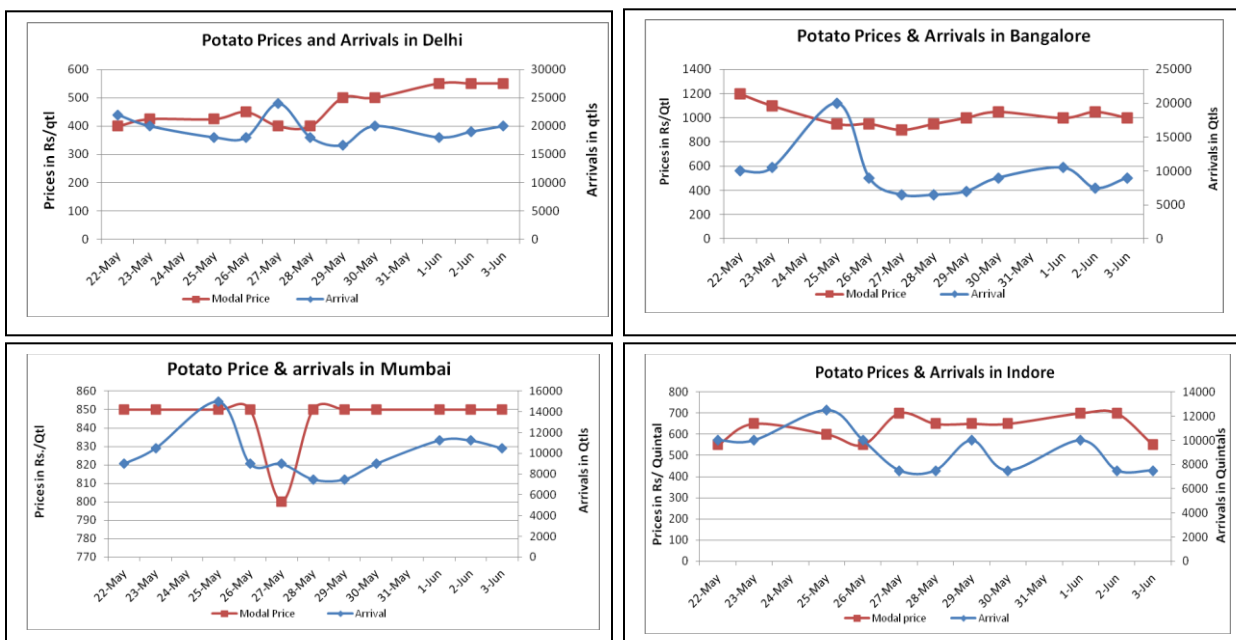 Potato Prices and Arrivals in Delhi
Prices in Rs/qtl
600
500
400
300
200
100
0
30000
25000
20000
15000
10000
5000
0
Arrivals in qtls
22-May
23-May
24-May
25-May
26-May
27-May
28-May
29-May
30-May
31-May
1-Jun
2-Jun
3-Jun
Modal Price
Arrival
Potato Prices & Arrivals in Bangalore
Prices in Rs/Qtl
1400
1200
1000
800
600
400
200
0
25000
20000
15000
10000
5000
0
Arrivals in Qtls
22-May
23-May
24-May
25-May
26-May
27-May
28-May
29-May
30-May
31-May
1-Jun
2-Jun
3-Jun
Modal Price
Arrival
Potato Price & arrivals in Mumbai
Prices in Rs./Qtl
860
850
840
830
820
810
800
790
780
770
16000
14000
12000
10000
8000
6000
4000
2000
0
Arrivals in Qtls
22-May
23-May
24-May
25-May
26-May
27-May
28-May
29-May
30-May
31-May
1-Jun
2-Jun
3-Jun
Modal Price
Arrival
Potato Prices & Arrivals in Indore
Prices in Rs/ Quintal
800
700
600
500
400
300
200
100
0
14000
12000
10000
8000
6000
4000
2000
0
Arrivals in Quintals
22-May
23-May
24-May
25-May
26-May
27-May
28-May
29-May
30-May
31-May
1-Jun
2-Jun
3-Jun
Modal price
Arrival